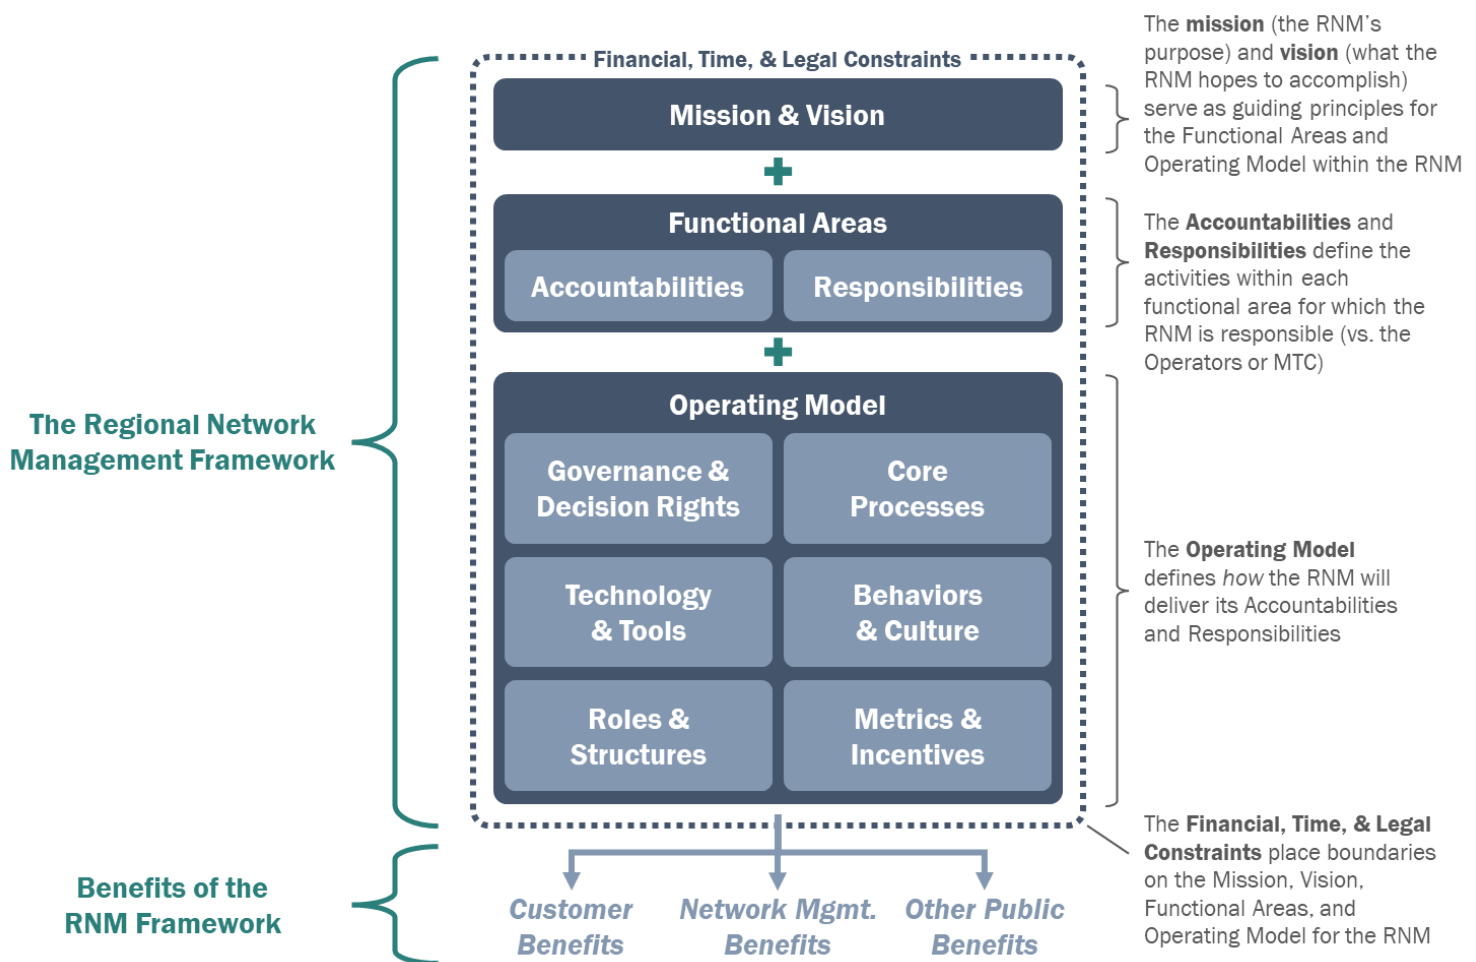 Financial, Time, & Legal Constraints
Mission & Vision
Functional Areas
Accountabilities
Responsibilities
Operating Model
Governance &
Decision Rights
Core
Processes
Technology
& Tools
Behaviors
& Culture
Roles &
Structures
Metrics &
Incentives
The Regional Network
Management Framework
Benefits of the
RNM Framework
Customer
Benefits
Network Mgmt.
Benefits
Other Public
Benefits
The mission (the RNM's
purpose) and vision (what the
RNM hopes to accomplish)
serve as guiding principles for
the Functional Areas and
Operating Model within the RNM
The Accountabilities and
Responsibilities define the
activities within each
functional area for which the
RNM is responsible (vs. the
Operators or MTC)
The Operating Model
defines how the RNM will
deliver its Accountabilities
and Responsibilities
The Financial, Time, & Legal
Constraints place boundaries
on the Mission, Vision,
Functional Areas, and
Operating Model for the RNM